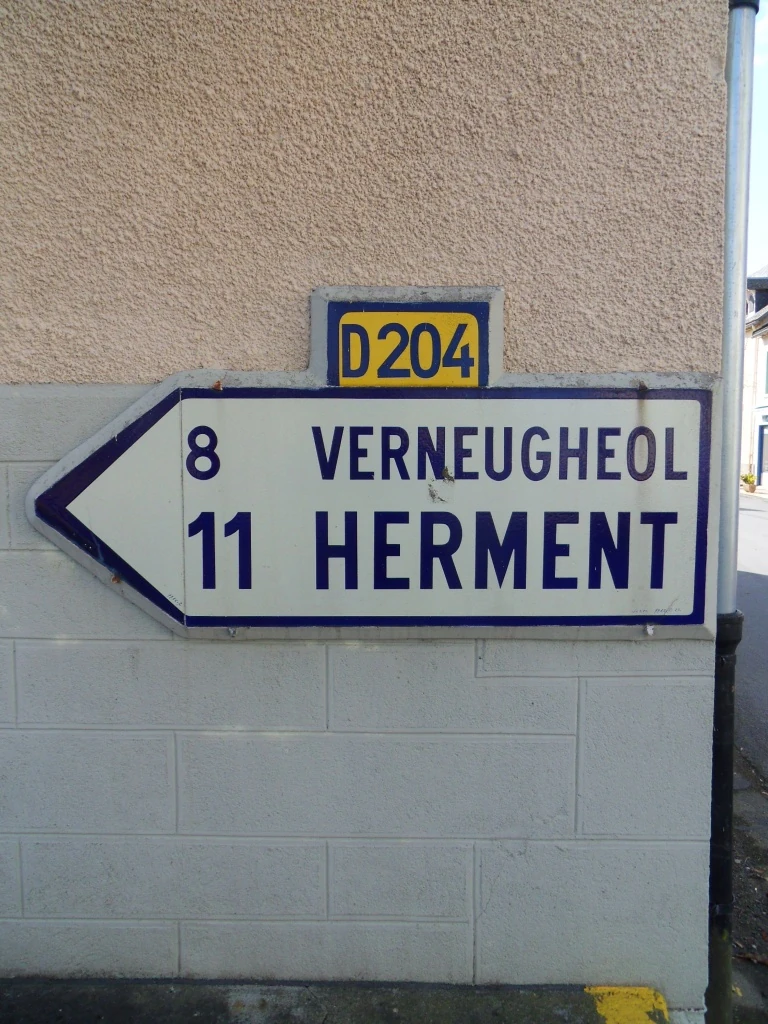 D204
8 VERNEUGHEOL
11 HERMENT